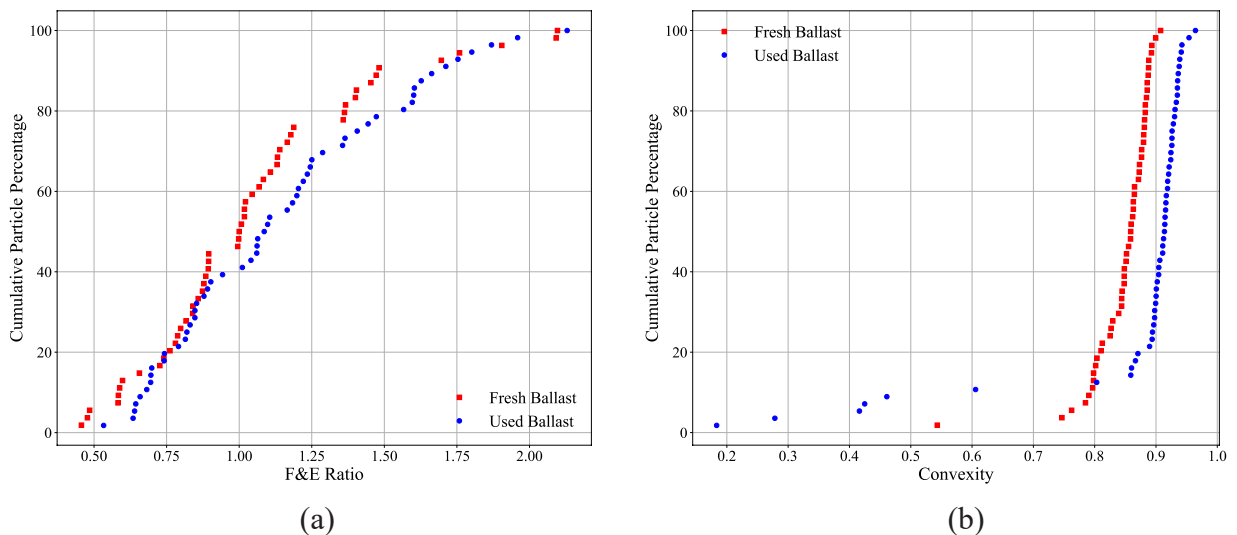 Cumulative Particle Percentage
100
80
60
40
20
0
Fresh Ballast
Used Ballast
0.50 0.75 1.00 1.25 1.50 1.75 2.00
F&E Ratio
(a)
Cumulative Particle Percentage
100
80
60
40
20
0
Fresh Ballast
Used Ballast
0.2 0.3 0.4 0.5 0.6 0.7 0.8 0.9 1.0
Convexity
(b)